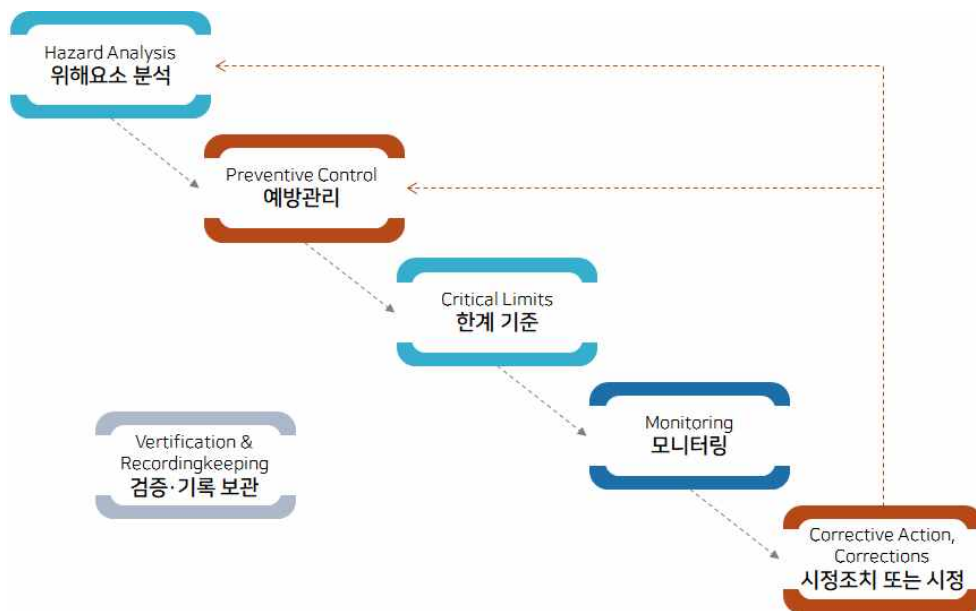 Hazard Analysis
위해요소 분석
Preventive Control
예방관리
Critical Limits
한계 기준
Monitoring
모니터링
Vertification &
Recordingkeeping
검증·기록 보관
Corrective Action,
Corrections
시정조치 또는 시정